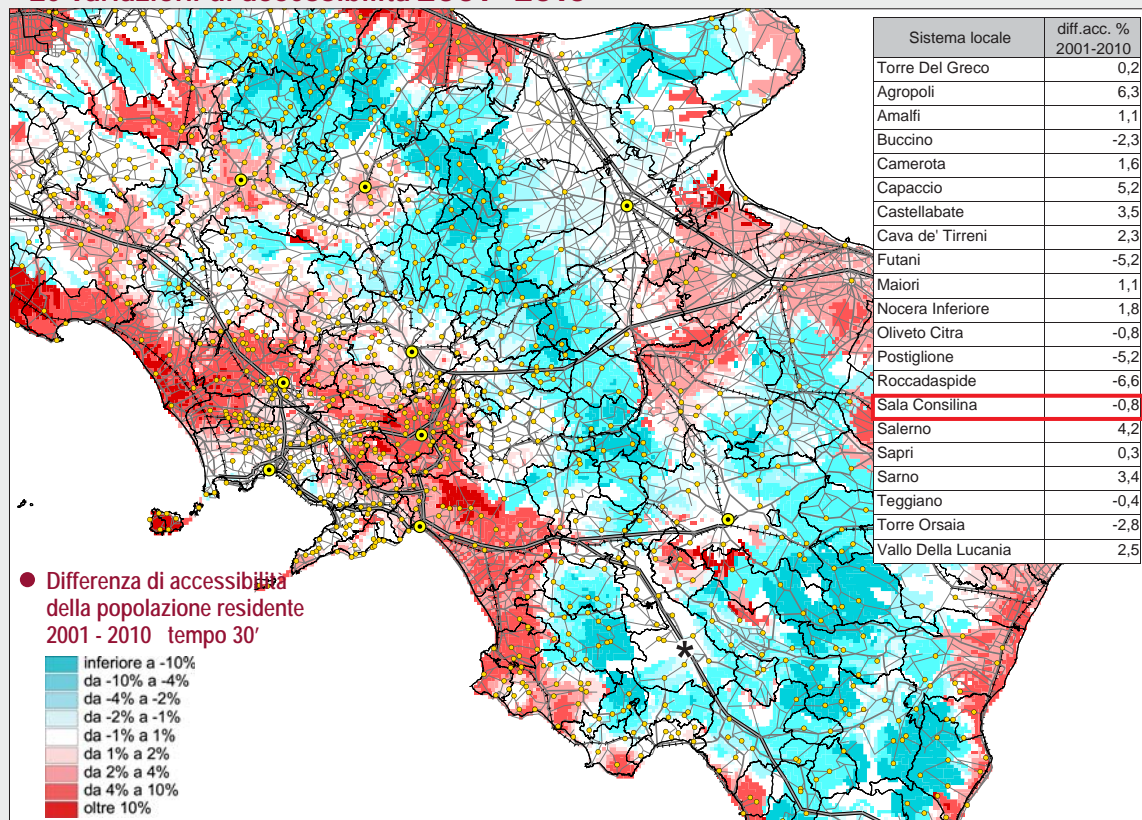 Sistema locale diff.acc. % 2001-2010
Torre Del Greco 0,2
Agropoli 6,3
Amalfi 1,1
Buccino -2,3
Camerota 1,6
Capaccio 5,2
Castellabate 3,5
Cava de' Tirreni 2,3
Futani -5,2
Maiori 1,1
Nocera Inferiore 1,8
Oliveto Citra -0,8
Postiglione -5,2
Roccadaspide -6,6
Sala Consilina -0,8
Salerno 4,2
Sapri 0,3
Sarno 3,4
Teggiano -0,4
Torre Orsaia -2,8
Vallo Della Lucania 2,5
*
● Differenza di accessibilità
della popolazione residente
2001 - 2010 tempo 30'
inferiore a -10%
da -10% a -4%
da -4% a -2%
da -2% a -1%
da -1% a 1%
da 1% a 2%
da 2% a 4%
da 4% a 10%
oltre 10%